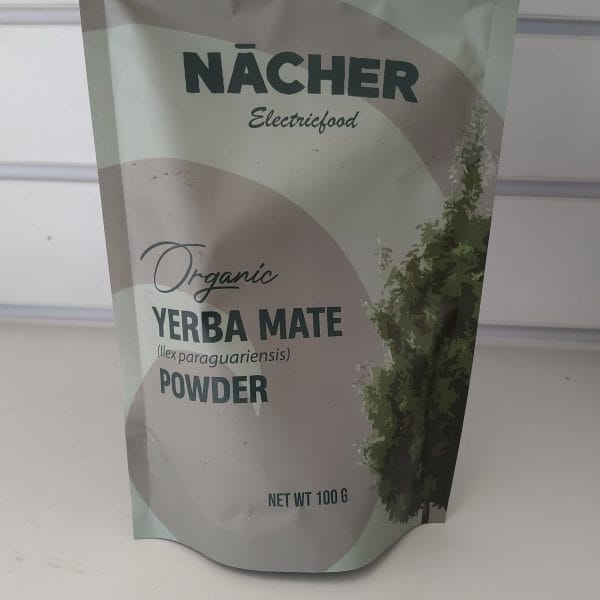 NĀCHER
Electricfood
Organic
YERBA MATE
(Ilex paraguariensis)
POWDER
NET WT 100 G